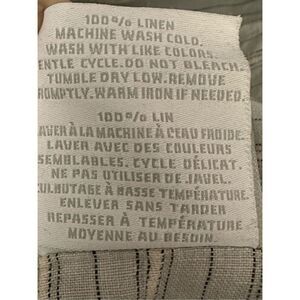 100% LINEN
MACHINE WASH COLD.
WASH WITH LIKE COLORS.
ENTLE CYCLE. DO NOT BLEACH.
TUMBLE DRY LOW. REMOVE
ROMPTLY. WARM IRON IF NEEDED.
100% LIN
AVER À LA MACHINE À L'EAU FROIDE.
LAVER AVEC DES COULEURS
SEMBLABLES. CYCLE DÉLICAT.
NE PAS UTILISER DE JAVEL.
CULBUTAGE À BASSE TEMPÉRATURE.
ENLEVER SANS TARDER
REPASSER À TEMPÉRATURE
MOYENNE AU BESOIN.